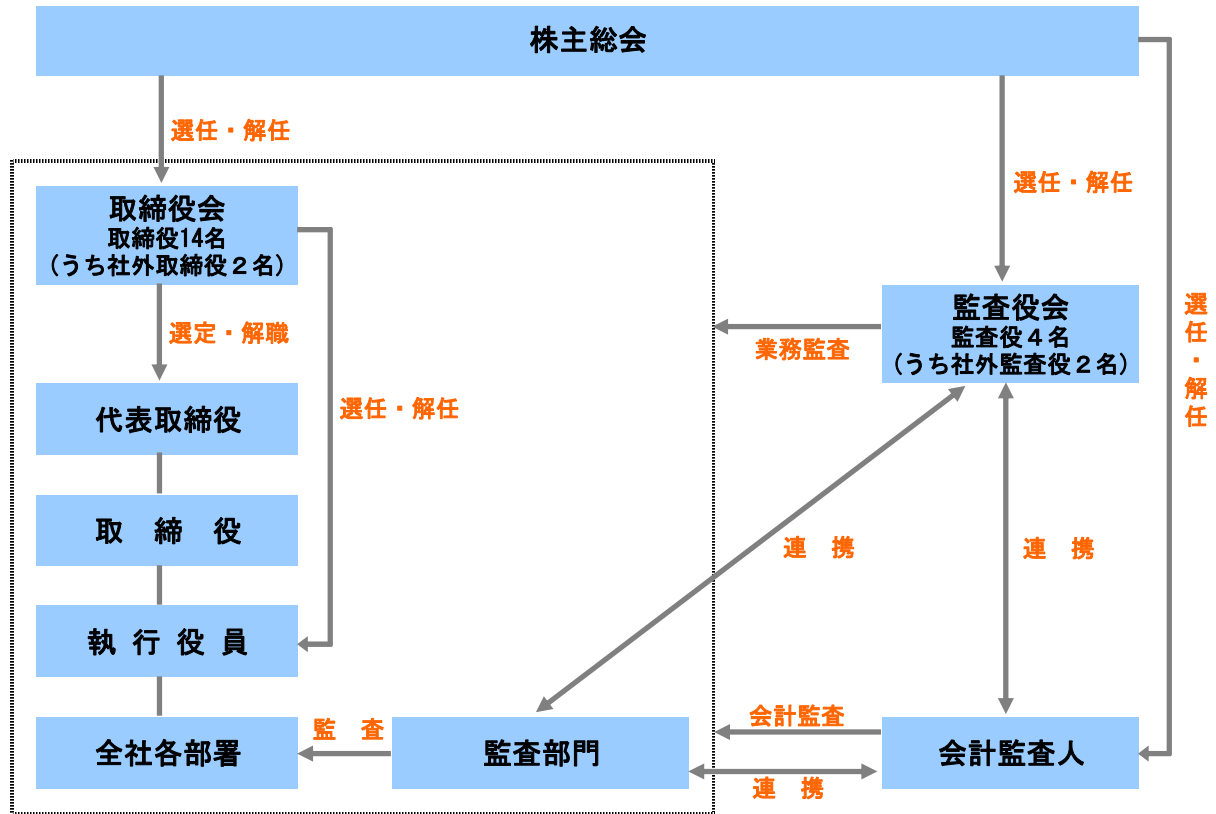 株主総会
選任・解任
選任・解任
取締役会
取締役14名
（うち社外取締役２名）
選任・解任
監査役会
監査役４名
（うち社外監査役２名）
選定・解職
業務監査
代表取締役
選任・解任
取　締　役
連　携
連　携
執 行 役 員
全社各部署
監　査
監査部門
会計監査
会計監査人
連　携